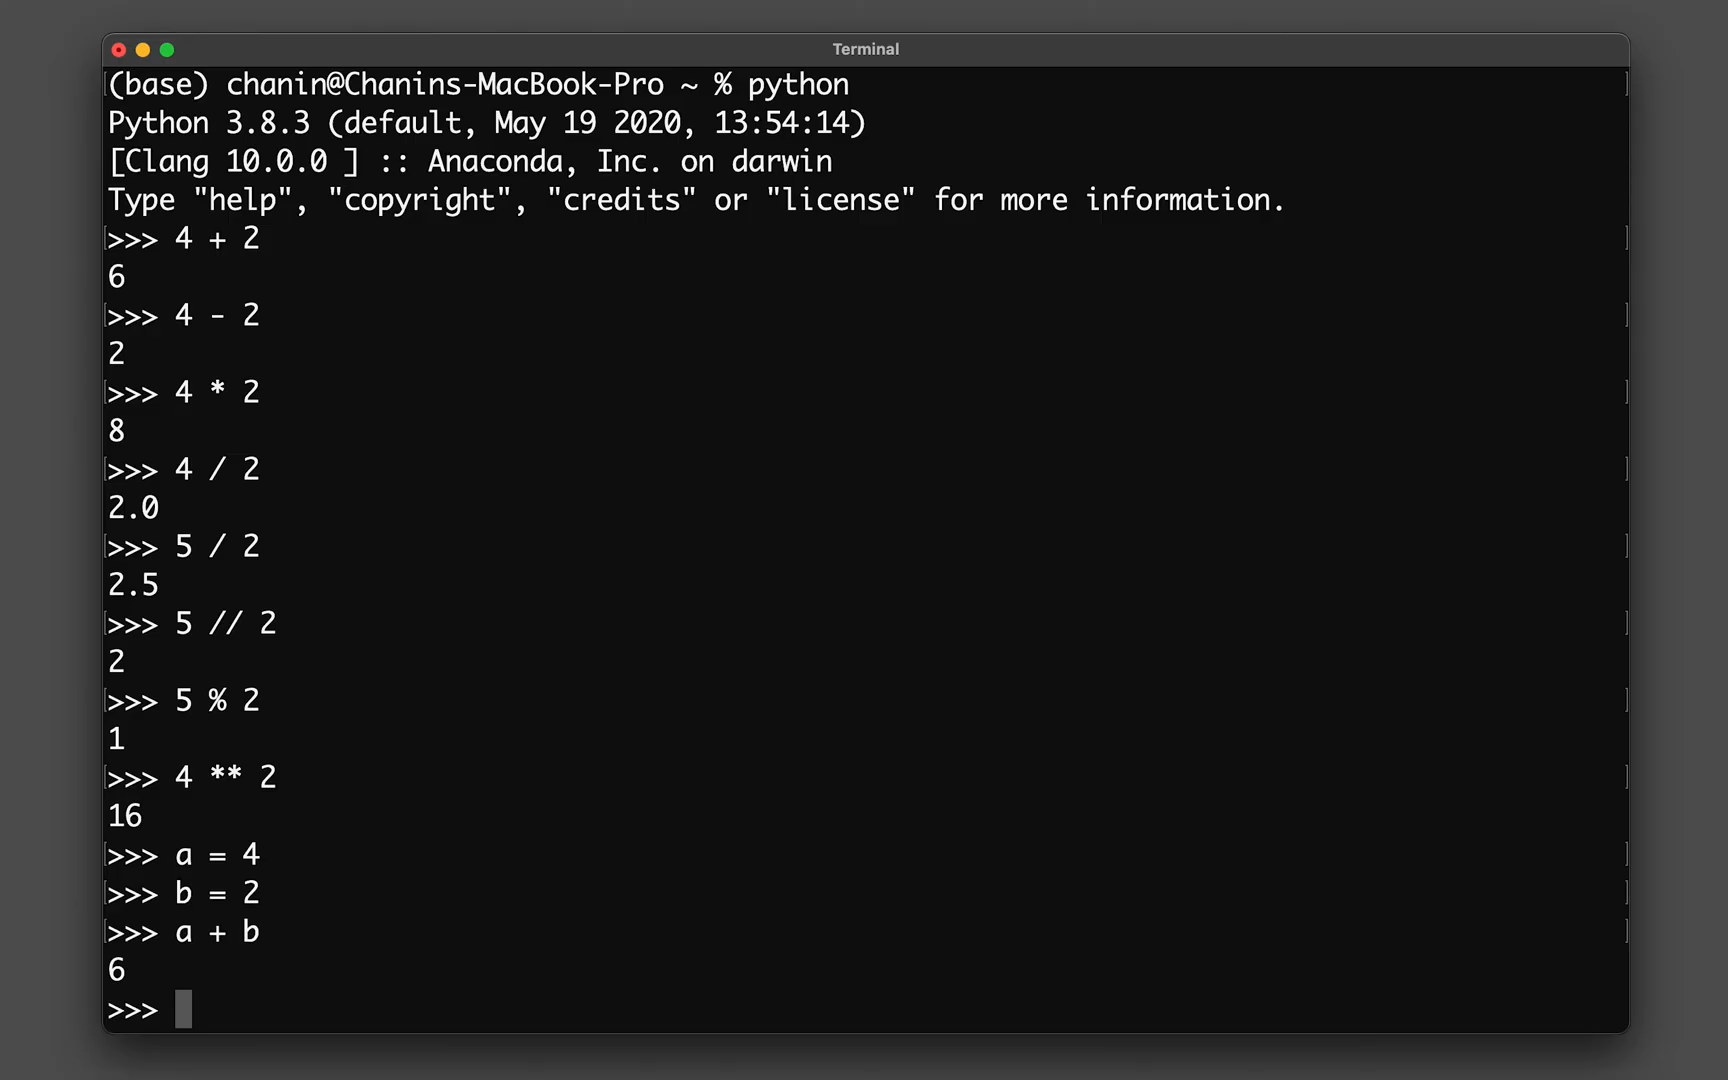 Terminal
(base) chanin@Chanins-MacBook-Pro ~ % python
Python 3.8.3 (default, May 19 2020, 13:54:14)
[Clang 10.0.0 ] :: Anaconda, Inc. on darwin
Type "help", "copyright", "credits" or "license" for more information.
>>> 4 + 2
6
>>> 4 - 2
2
>>> 4 * 2
8
>>> 4 / 2
2.0
>>> 5 / 2
2.5
>>> 5 // 2
2
>>> 5 % 2
1
>>> 4 ** 2
16
>>> a = 4
>>> b = 2
>>> a + b
6
>>>